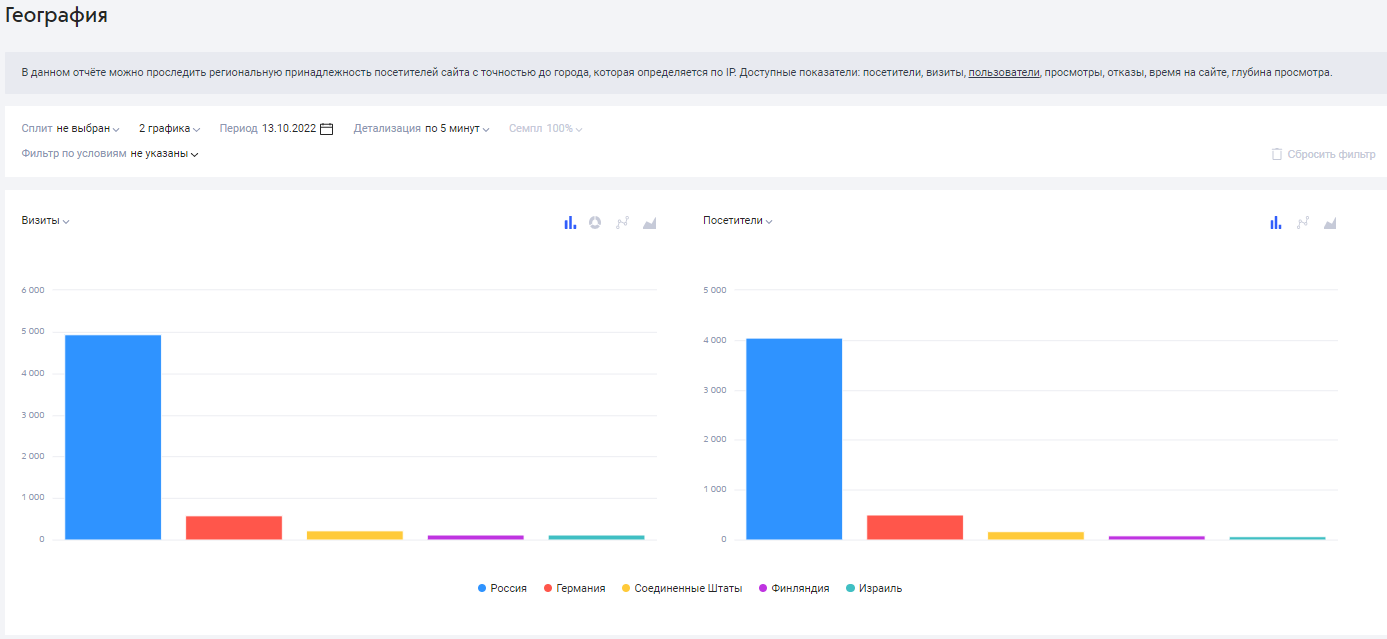 География
В данном отчёте можно проследить региональную принадлежность посетителей сайта с точностью до города, которая определяется по IP. Доступные показатели: посетители, визиты, пользователи, просмотры, отказы, время на сайте, глубина просмотра.
Сплит не выбран 2 графика Период 13.10.2022 Детализация по 5 минут Семпл 100%
Фильтр по условиям не указаны Сбросить фильтр
Визиты
6 000
5 000
4 000
3 000
2 000
1 000
0
Посетители
5 000
4 000
3 000
2 000
1 000
0
Россия Германия Соединенные Штаты Финляндия Израиль